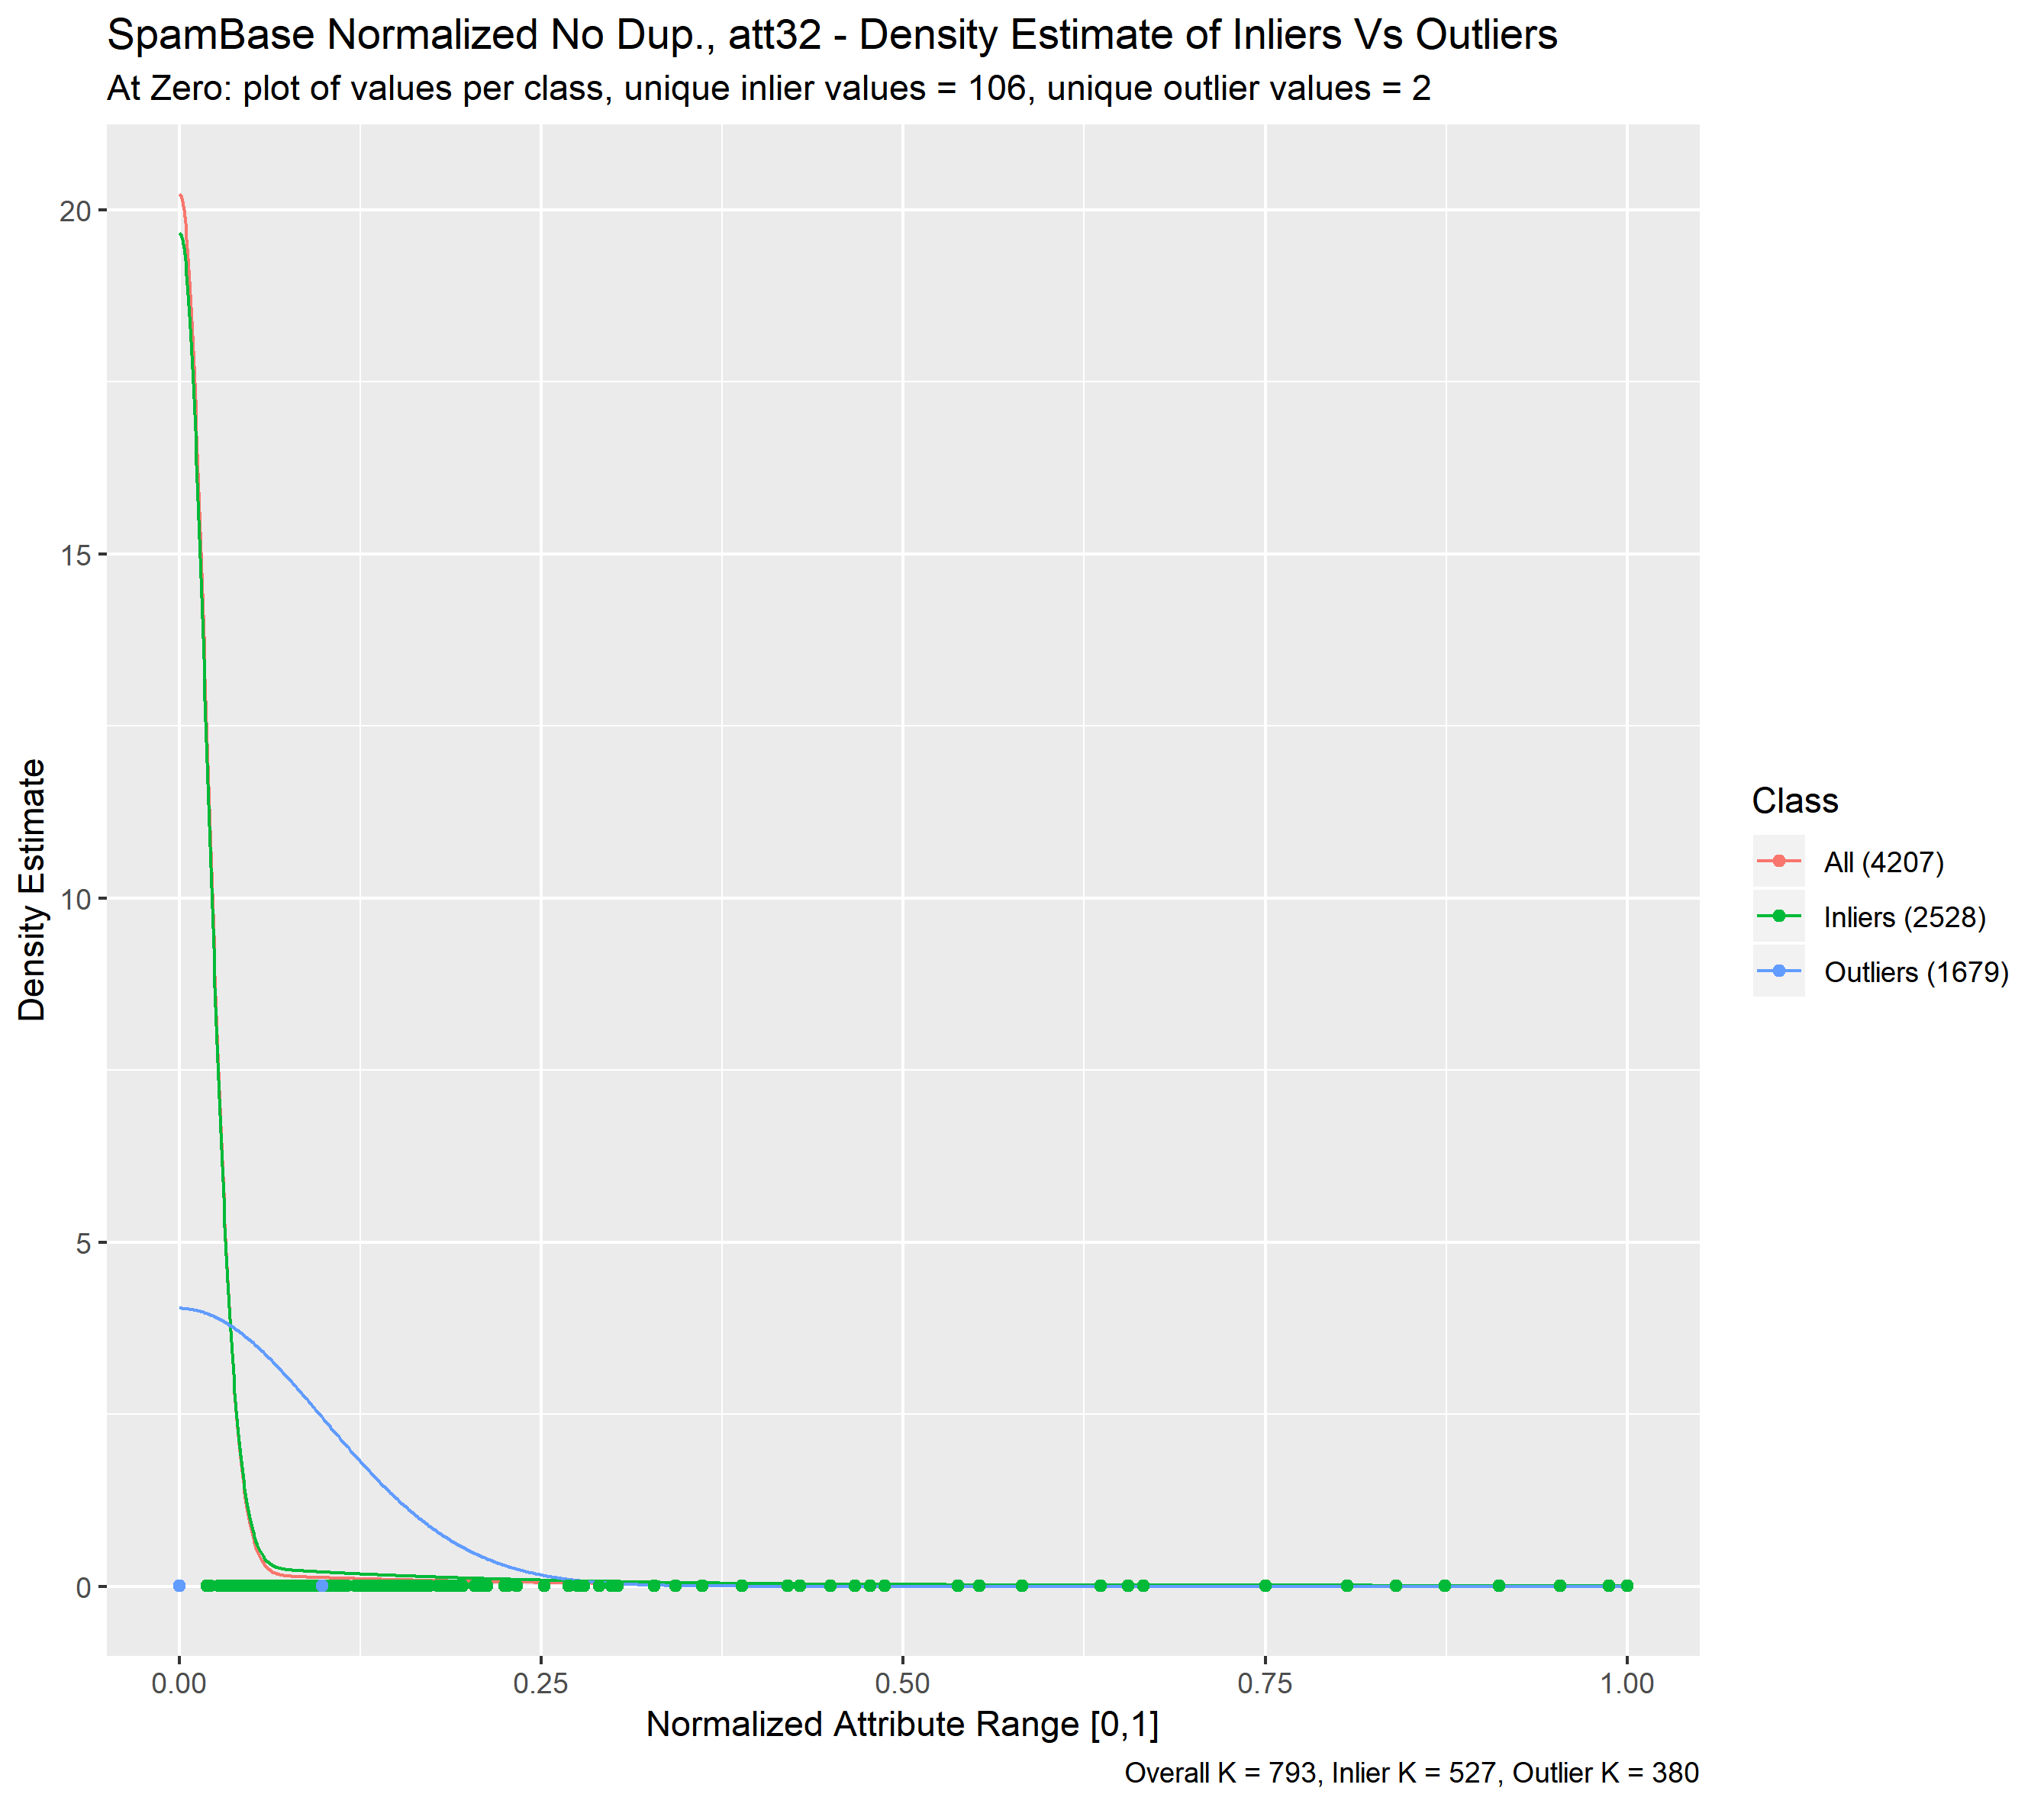 SpamBase Normalized No Dup., att32 - Density Estimate of Inliers Vs Outliers
At Zero: plot of values per class, unique inlier values = 106, unique outlier values = 2
Density Estimate
20
15
10
5
0
0.00
0.25
0.50
0.75
1.00
Normalized Attribute Range [0,1]
Overall K = 793, Inlier K = 527, Outlier K = 380
Class
All (4207)
Inliers (2528)
Outliers (1679)